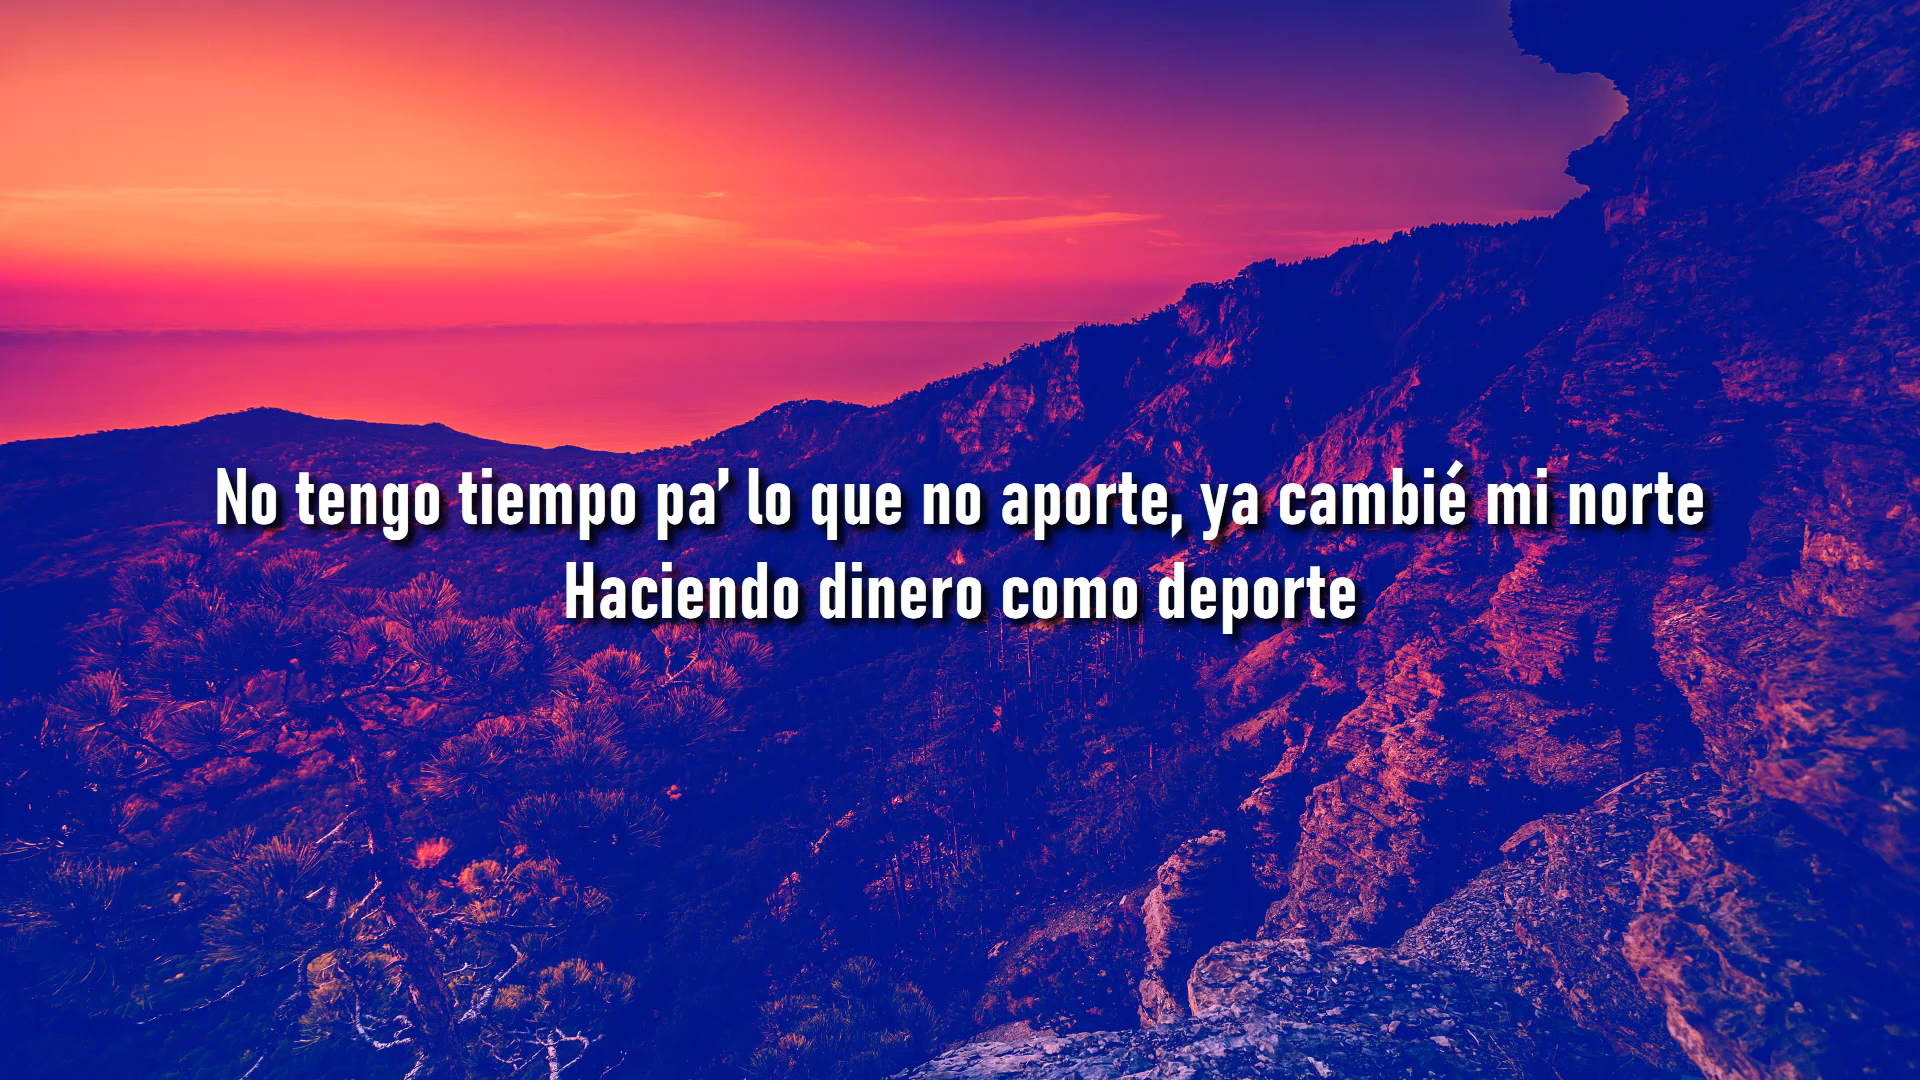 No tengo tiempo pa’ lo que no aporte, ya cambié mi norte
Haciendo dinero como deporte